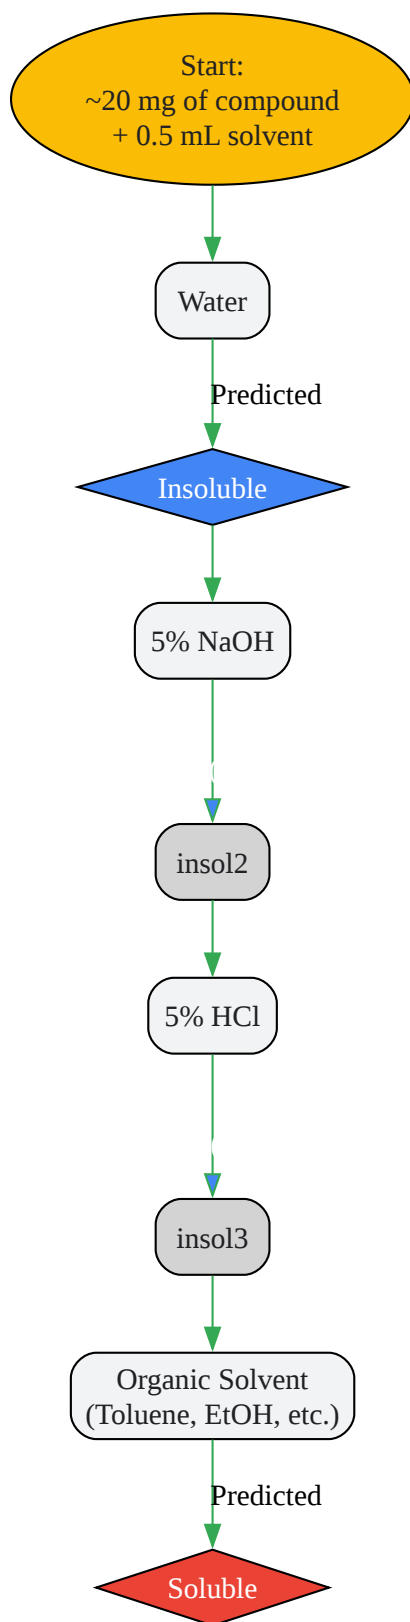 Start:
~20 mg of compound
+ 0.5 mL solvent
Water
Predicted
Insoluble
5% NaOH
insol2
5% HCl
insol3
Organic Solvent
(Toluene, EtOH, etc.)
Predicted
Soluble